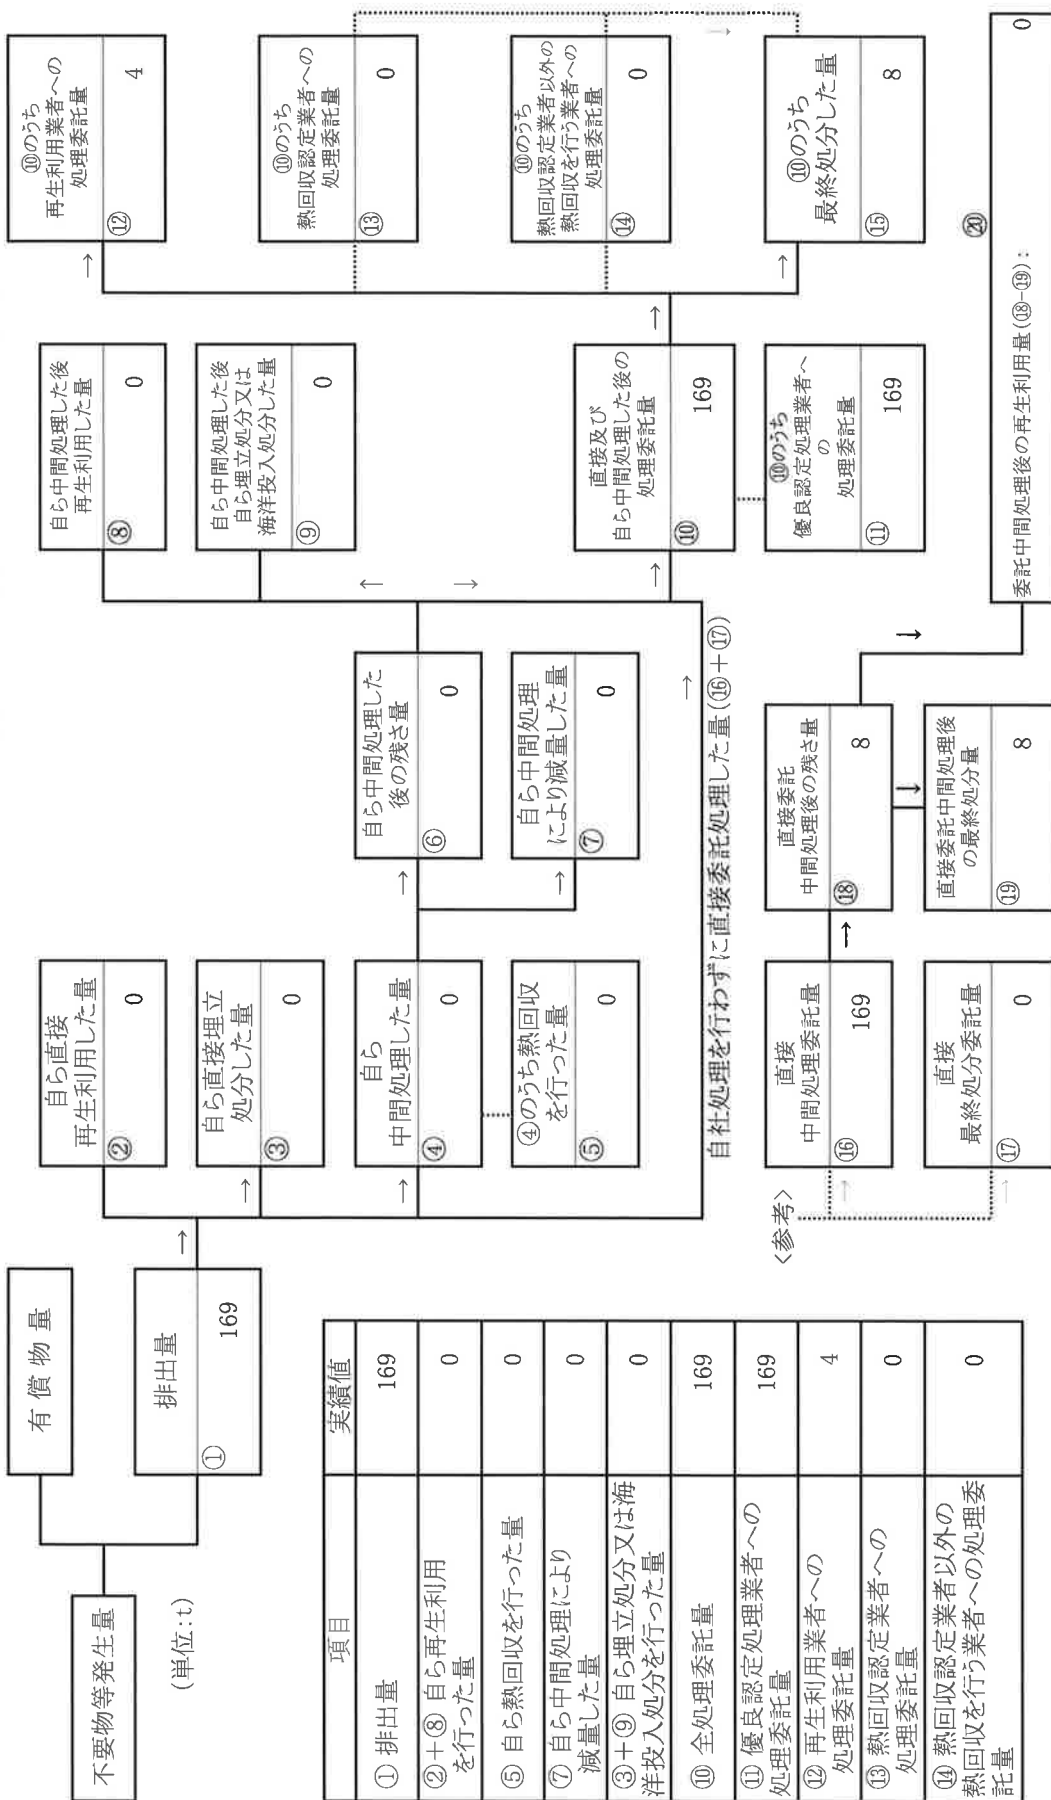 不要物等発生量
有償物量
排出量
① 169
(単位:t)
自ら直接
再生利用した量
② 0
自ら直接埋立
処分した量
③ 0
自ら
中間処理した量
④ 0
④のうち熱回収
を行った量
⑤ 0
自ら中間処理した
後の残さ量
⑥ 0
自ら中間処理
により減量した量
⑦ 0
自ら中間処理した後
再生利用した量
⑧ 0
自ら中間処理した後
自ら埋立処分又は
海洋投入処分した量
⑨ 0
直接及び
自ら中間処理した後の
処理委託量
⑩ 169
⑩のうち
優良認定処理業者へ
の
処理委託量
⑪ 169
⑩のうち
再生利用業者への
処理委託量
⑫ 4
⑩のうち
熱回収認定業者への
処理委託量
⑬ 0
⑩のうち
熱回収認定業者以外の
熱回収を行う業者への
処理委託量
⑭ 0
⑩のうち
最終処分した量
⑮ 8
自社処理を行わずに直接委託処理した量(⑯+⑰)
<参考>
直接
中間処理委託量
⑯ 169
直接
最終処分委託量
⑰ 0
直接委託
中間処理後の残さ量
⑱ 8
直接委託中間処理後
の最終処分量
⑲ 8
⑳
委託中間処理後の再生利用量(⑱-⑲): 0
項目 実績値
① 排出量 169
②+⑧ 自ら再生利用
を行った量 0
⑤ 自ら熱回収を行った量 0
⑦ 自ら中間処理により
減量した量 0
③+⑨ 自ら埋立処分又は海
洋投入処分を行った量 0
⑩ 全処理委託量 169
⑪ 優良認定処理業者への
処理委託量 169
⑫ 再生利用業者への
処理委託量 4
⑬ 熱回収認定業者への
処理委託量 0
⑭ 熱回収認定業者以外の
熱回収を行う業者への処理委
託量 0